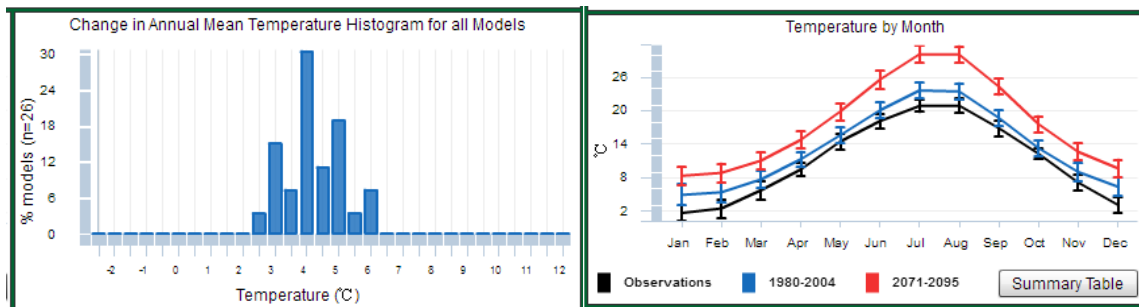 Change in Annual Mean Temperature Histogram for all Models
% models (n=26)
30
24
18
12
6
0
-2 -1 0 1 2 3 4 5 6 7 8 9 10 11 12
Temperature (℃)
Temperature by Month
℃
26
20
14
8
2
Jan Feb Mar Apr May Jun Jul Aug Sep Oct Nov Dec
Observations 1980-2004 2071-2095 Summary Table